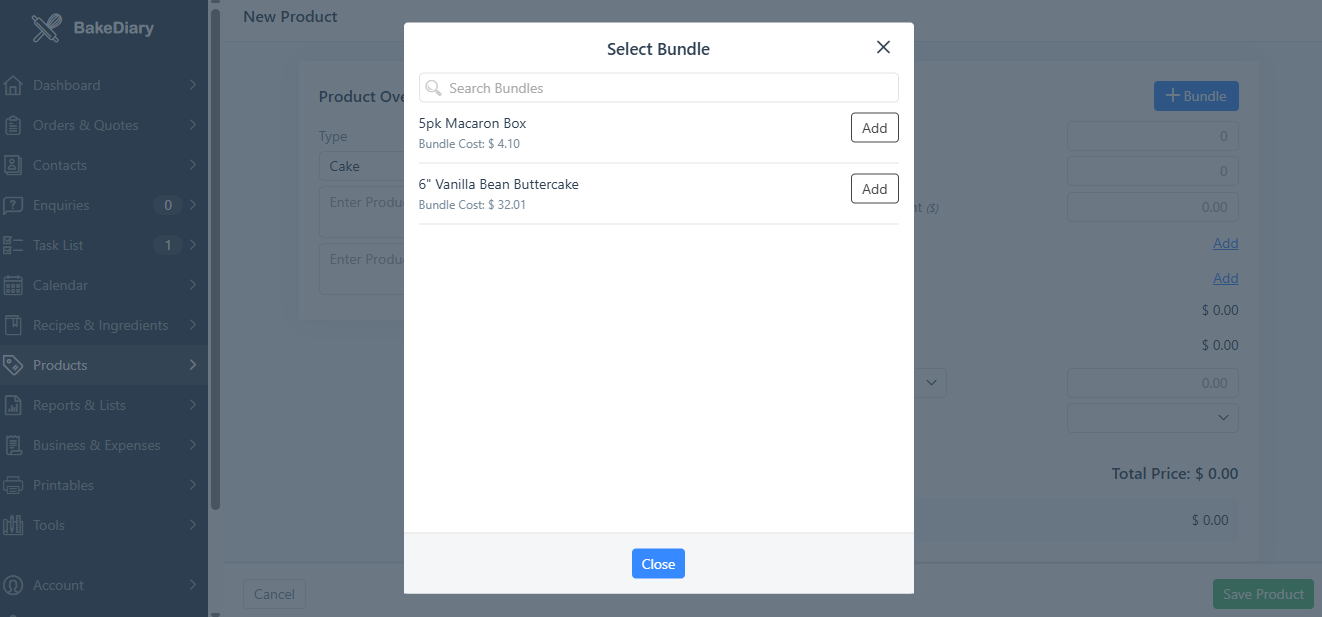 BakeDiary
Dashboard
Orders & Quotes
Contacts
Enquiries 0
Task List 1
Calendar
Recipes & Ingredients
Products
Reports & Lists
Business & Expenses
Printables
Tools
Account
New Product
Product Ove
+ Bundle
Type
Cake
Enter Produ
Enter Produ
0
0
nt ($) 0.00
Add
Add
$ 0.00
$ 0.00
0.00
Total Price: $ 0.00
$ 0.00
Cancel
Save Product
Select Bundle
Search Bundles
5pk Macaron Box
Bundle Cost: $ 4.10
Add
6" Vanilla Bean Buttercake
Bundle Cost: $ 32.01
Add
Close